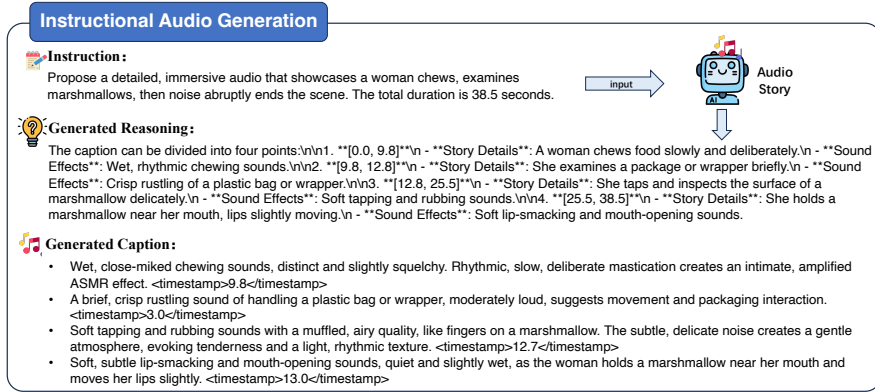 Instructional Audio Generation
Instruction:
Propose a detailed, immersive audio that showcases a woman chews, examines
marshmallows, then noise abruptly ends the scene. The total duration is 38.5 seconds.
input
AI
Audio
Story
Generated Reasoning:
The caption can be divided into four points:\n\n1. **[0.0, 9.8]**\n - **Story Details**: A woman chews food slowly and deliberately.\n - **Sound
Effects**: Wet, rhythmic chewing sounds.\n\n2. **[9.8, 12.8]**\n - **Story Details**: She examines a package or wrapper briefly.\n - **Sound
Effects**: Crisp rustling of a plastic bag or wrapper.\n\n3. **[12.8, 25.5]**\n - **Story Details**: She taps and inspects the surface of a
marshmallow delicately.\n - **Sound Effects**: Soft tapping and rubbing sounds.\n\n4. **[25.5, 38.5]**\n - **Story Details**: She holds a
marshmallow near her mouth, lips slightly moving.\n - **Sound Effects**: Soft lip-smacking and mouth-opening sounds.
Generated Caption:
• Wet, close-miked chewing sounds, distinct and slightly squelchy. Rhythmic, slow, deliberate mastication creates an intimate, amplified
ASMR effect. <timestamp>9.8</timestamp>
• A brief, crisp rustling sound of handling a plastic bag or wrapper, moderately loud, suggests movement and packaging interaction.
<timestamp>3.0</timestamp>
• Soft tapping and rubbing sounds with a muffled, airy quality, like fingers on a marshmallow. The subtle, delicate noise creates a gentle
atmosphere, evoking tenderness and a light, rhythmic texture. <timestamp>12.7</timestamp>
• Soft, subtle lip-smacking and mouth-opening sounds, quiet and slightly wet, as the woman holds a marshmallow near her mouth and
moves her lips slightly. <timestamp>13.0</timestamp>